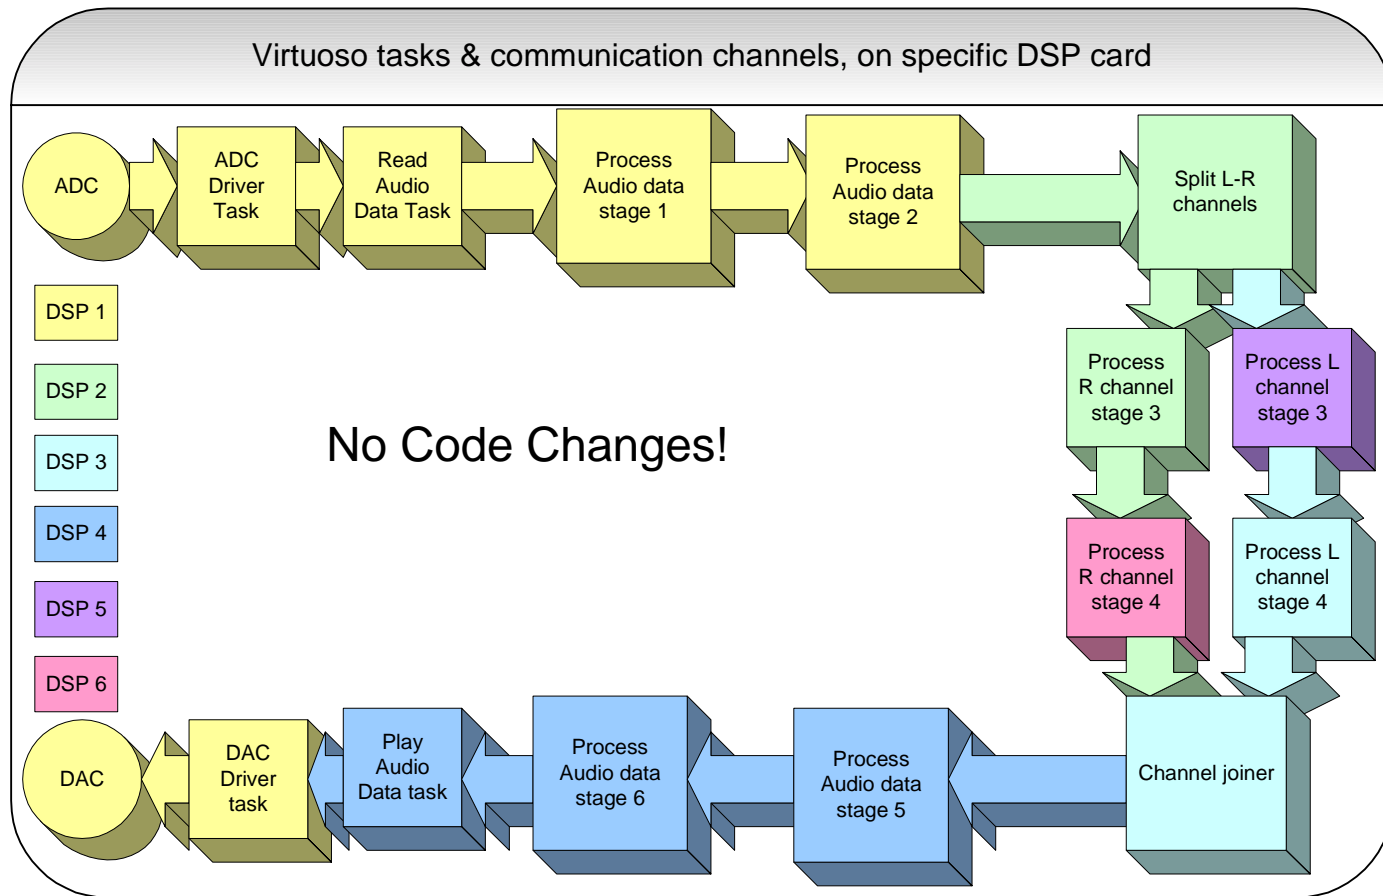 Virtuoso tasks & communication channels, on specific DSP card
ADC
ADC
Driver
Task
Read
Audio
Data Task
Process
Audio data
stage 1
Process
Audio data
stage 2
Split L-R
channels
DSP 1
DSP 2
DSP 3
DSP 4
DSP 5
DSP 6
No Code Changes!
Process
R channel
stage 3
Process L
channel
stage 3
Process
R channel
stage 4
Process L
channel
stage 4
DAC
DAC
Driver
task
Play
Audio
Data task
Process
Audio data
stage 6
Process
Audio data
stage 5
Channel joiner